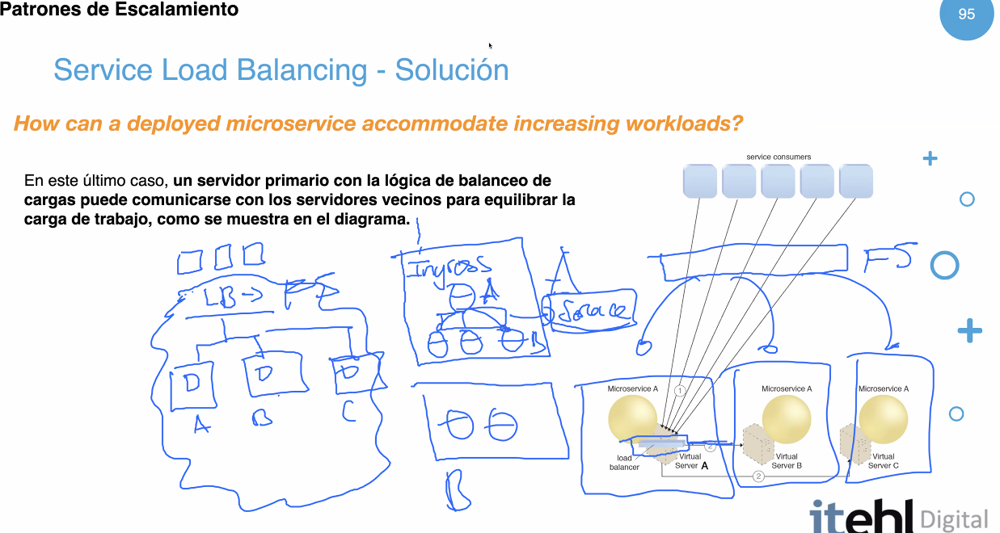 Patrones de Escalamiento
95
Service Load Balancing - Solución
How can a deployed microservice accommodate increasing workloads?
En este último caso, un servidor primario con la lógica de balanceo de
cargas puede comunicarse con los servidores vecinos para equilibrar la
carga de trabajo, como se muestra en el diagrama.
service consumers
F5
LB →
Ingress
A
A
B
D
D
D
A
B
C
B
Microservice A
1
Microservice A
Microservice A
load
balancer
2
Virtual
Server A
Virtual
Server B
Virtual
Server C
2
itehl Digital